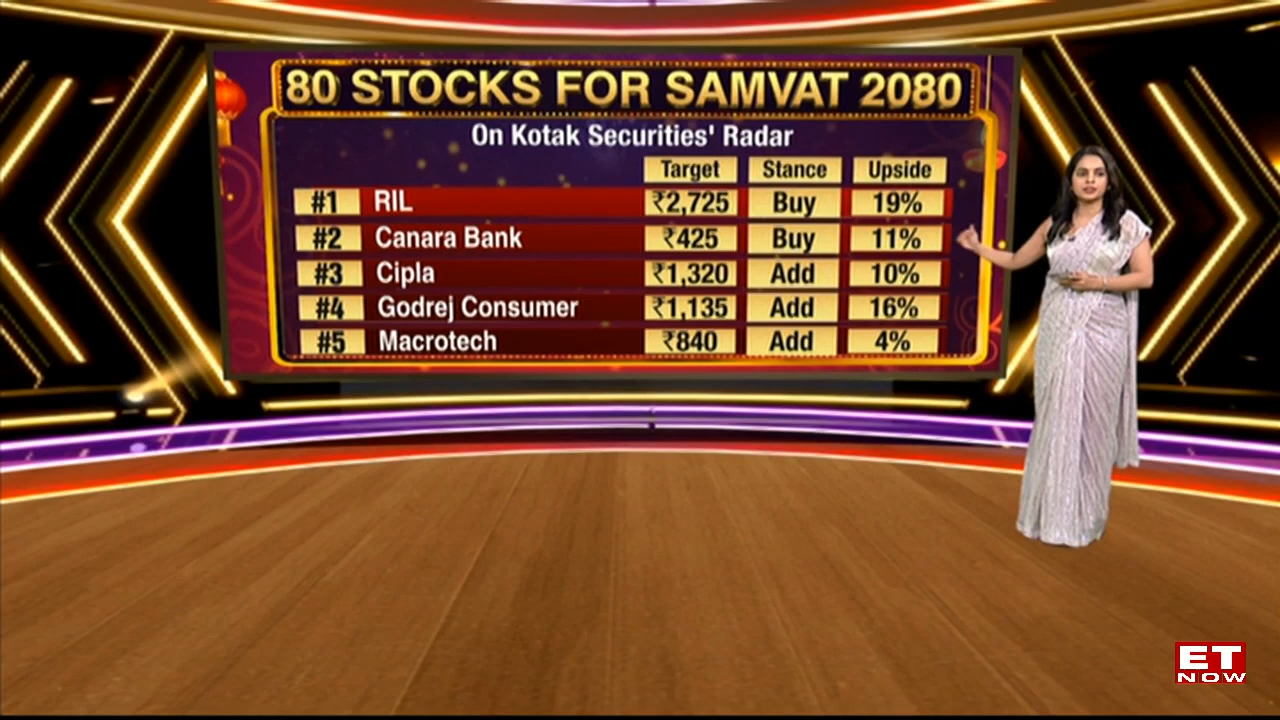 80 STOCKS FOR SAMVAT 2080
On Kotak Securities' Radar
Target Stance Upside
#1 RIL ₹2,725 Buy 19%
#2 Canara Bank ₹425 Buy 11%
#3 Cipla ₹1,320 Add 10%
#4 Godrej Consumer ₹1,135 Add 16%
#5 Macrotech ₹840 Add 4%
ET
NOW